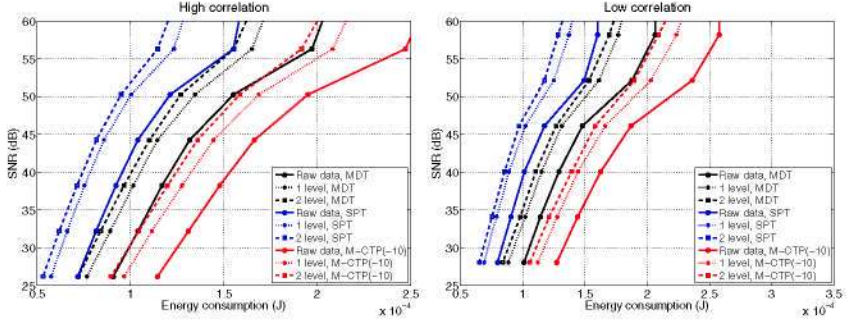 High correlation
60
55
50
45
40
35
30
25
SNR (dB)
Raw data, MDT
1 level, MDT
2 level, MDT
Raw data, SPT
1 level, SPT
2 level, SPT
Raw data, M-CTP(-10)
1 level, M-CTP(-10)
2 level, M-CTP(-10)
0.5 1 1.5 2 2.5
Energy consumption (J)
x 10⁻⁴
Low correlation
60
55
50
45
40
35
30
25
SNR (dB)
Raw data, MDT
1 level, MDT
2 level, MDT
Raw data, SPT
1 level, SPT
2 level, SPT
Raw data, M-CTP(-10)
1 level, M-CTP(-10)
2 level, M-CTP(-10)
0.5 1 1.5 2 2.5 3 3.5
Energy consumption (J)
x 10⁻⁴